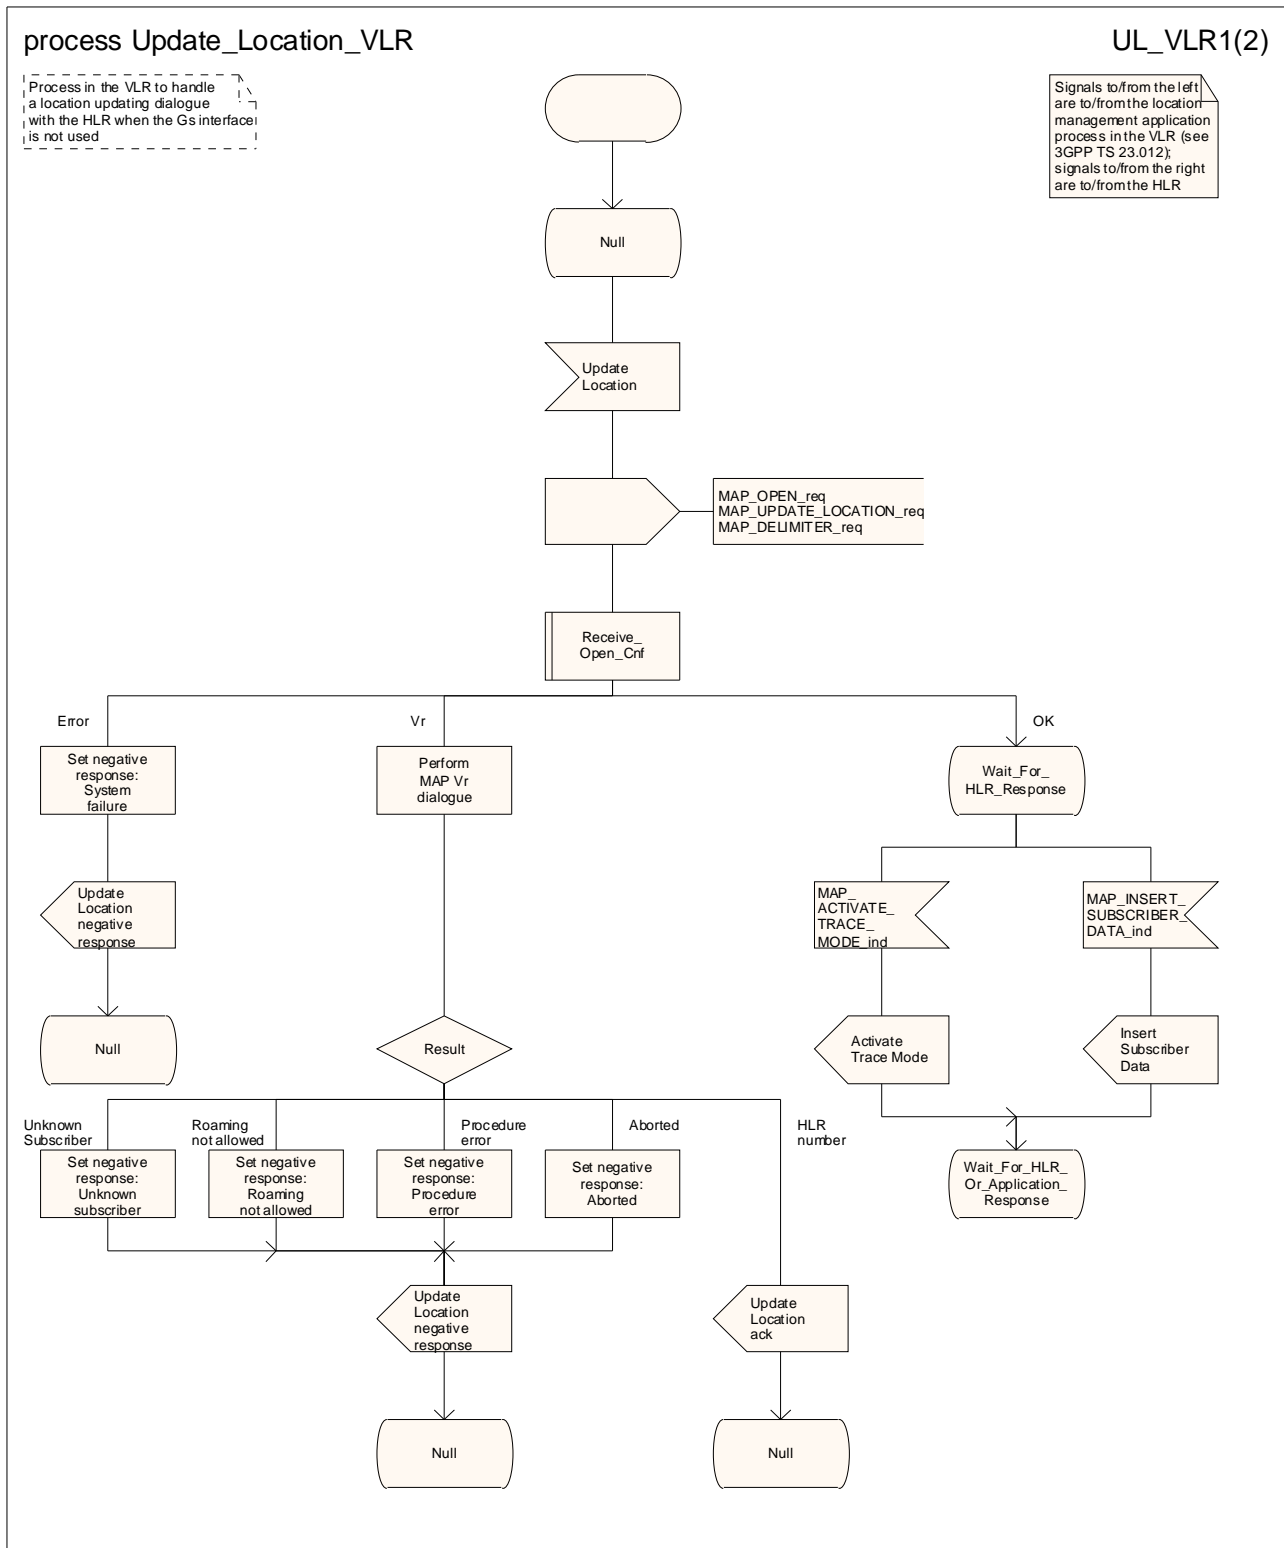 process Update_Location_VLR
UL_VLR1(2)
Process in the VLR to handle
a location updating dialogue
with the HLR when the Gs interface
is not used
Signals to/from the left
are to/from the location
management application
process in the VLR (see
3GPP TS 23.012);
signals to/from the right
are to/from the HLR
Null
Update
Location
MAP_OPEN_req
MAP_UPDATE_LOCATION_req
MAP_DELIMITER_req
Receive_
Open_Cnf
Error
Vr
OK
Set negative
response:
System
failure
Perform
MAP Vr
dialogue
Wait_For_
HLR_Response
Update
Location
negative
response
MAP_
ACTIVATE_
TRACE_
MODE_ind
MAP_INSERT_
SUBSCRIBER_
DATA_ind
Null
Result
Activate
Trace Mode
Insert
Subscriber
Data
Unknown
Subscriber
Roaming
not allowed
Procedure
error
Aborted
HLR
number
Set negative
response:
Unknown
subscriber
Set negative
response:
Roaming
not allowed
Set negative
response:
Procedure
error
Set negative
response:
Aborted
Wait_For_HLR_
Or_Application_
Response
Update
Location
negative
response
Update
Location
ack
Null
Null